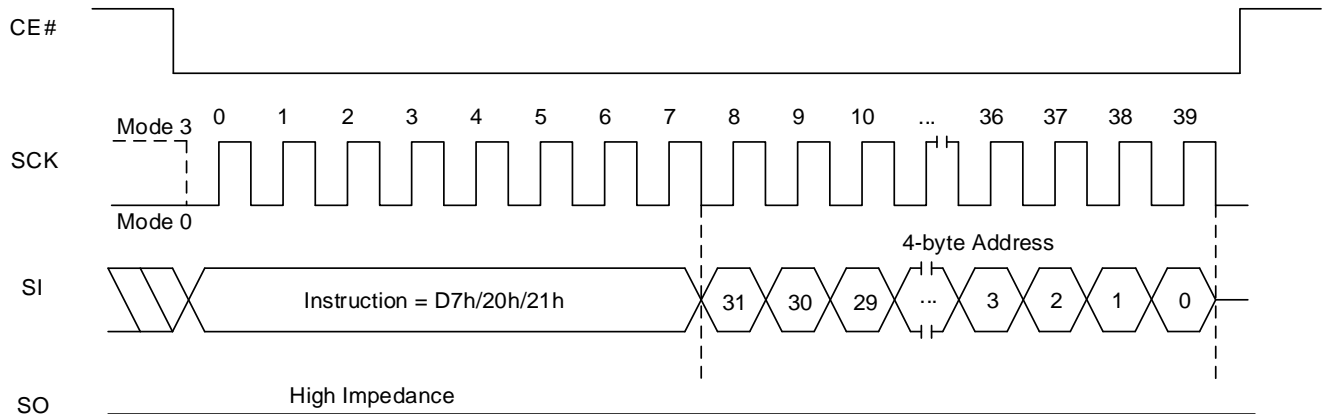 CE#
0 1 2 3 4 5 6 7 8 9 10 ... 36 37 38 39
Mode 3
SCK
Mode 0
4-byte Address
SI
Instruction = D7h/20h/21h 31 30 29 ... 3 2 1 0
High Impedance
SO